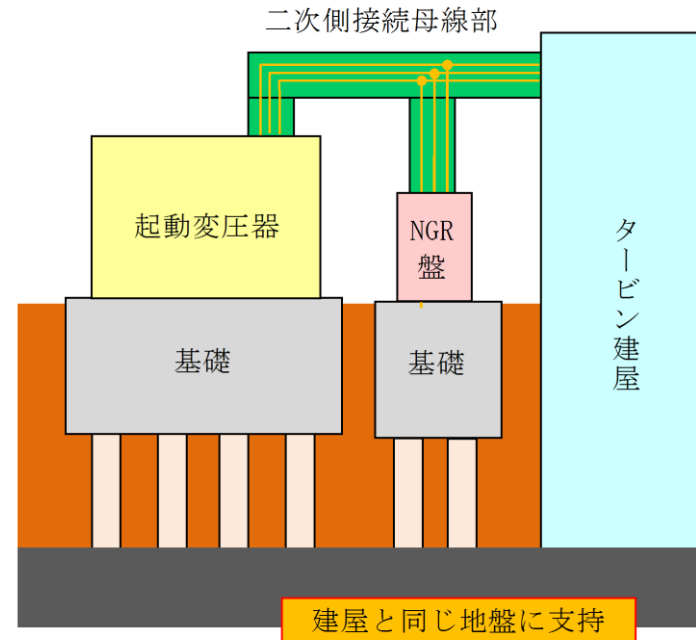 二次側接続母線部
起動変圧器
NGR
盤
タービン建屋
基礎
基礎
建屋と同じ地盤に支持